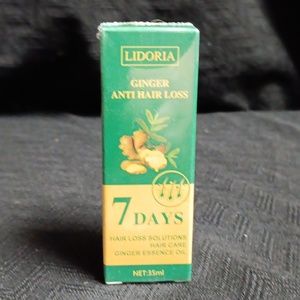 LIDORIA
GINGER
ANTI HAIR LOSS
7 DAYS
HAIR LOSS SOLUTIONS
HAIR CARE
GINGER ESSENCE OIL
NET:35ml